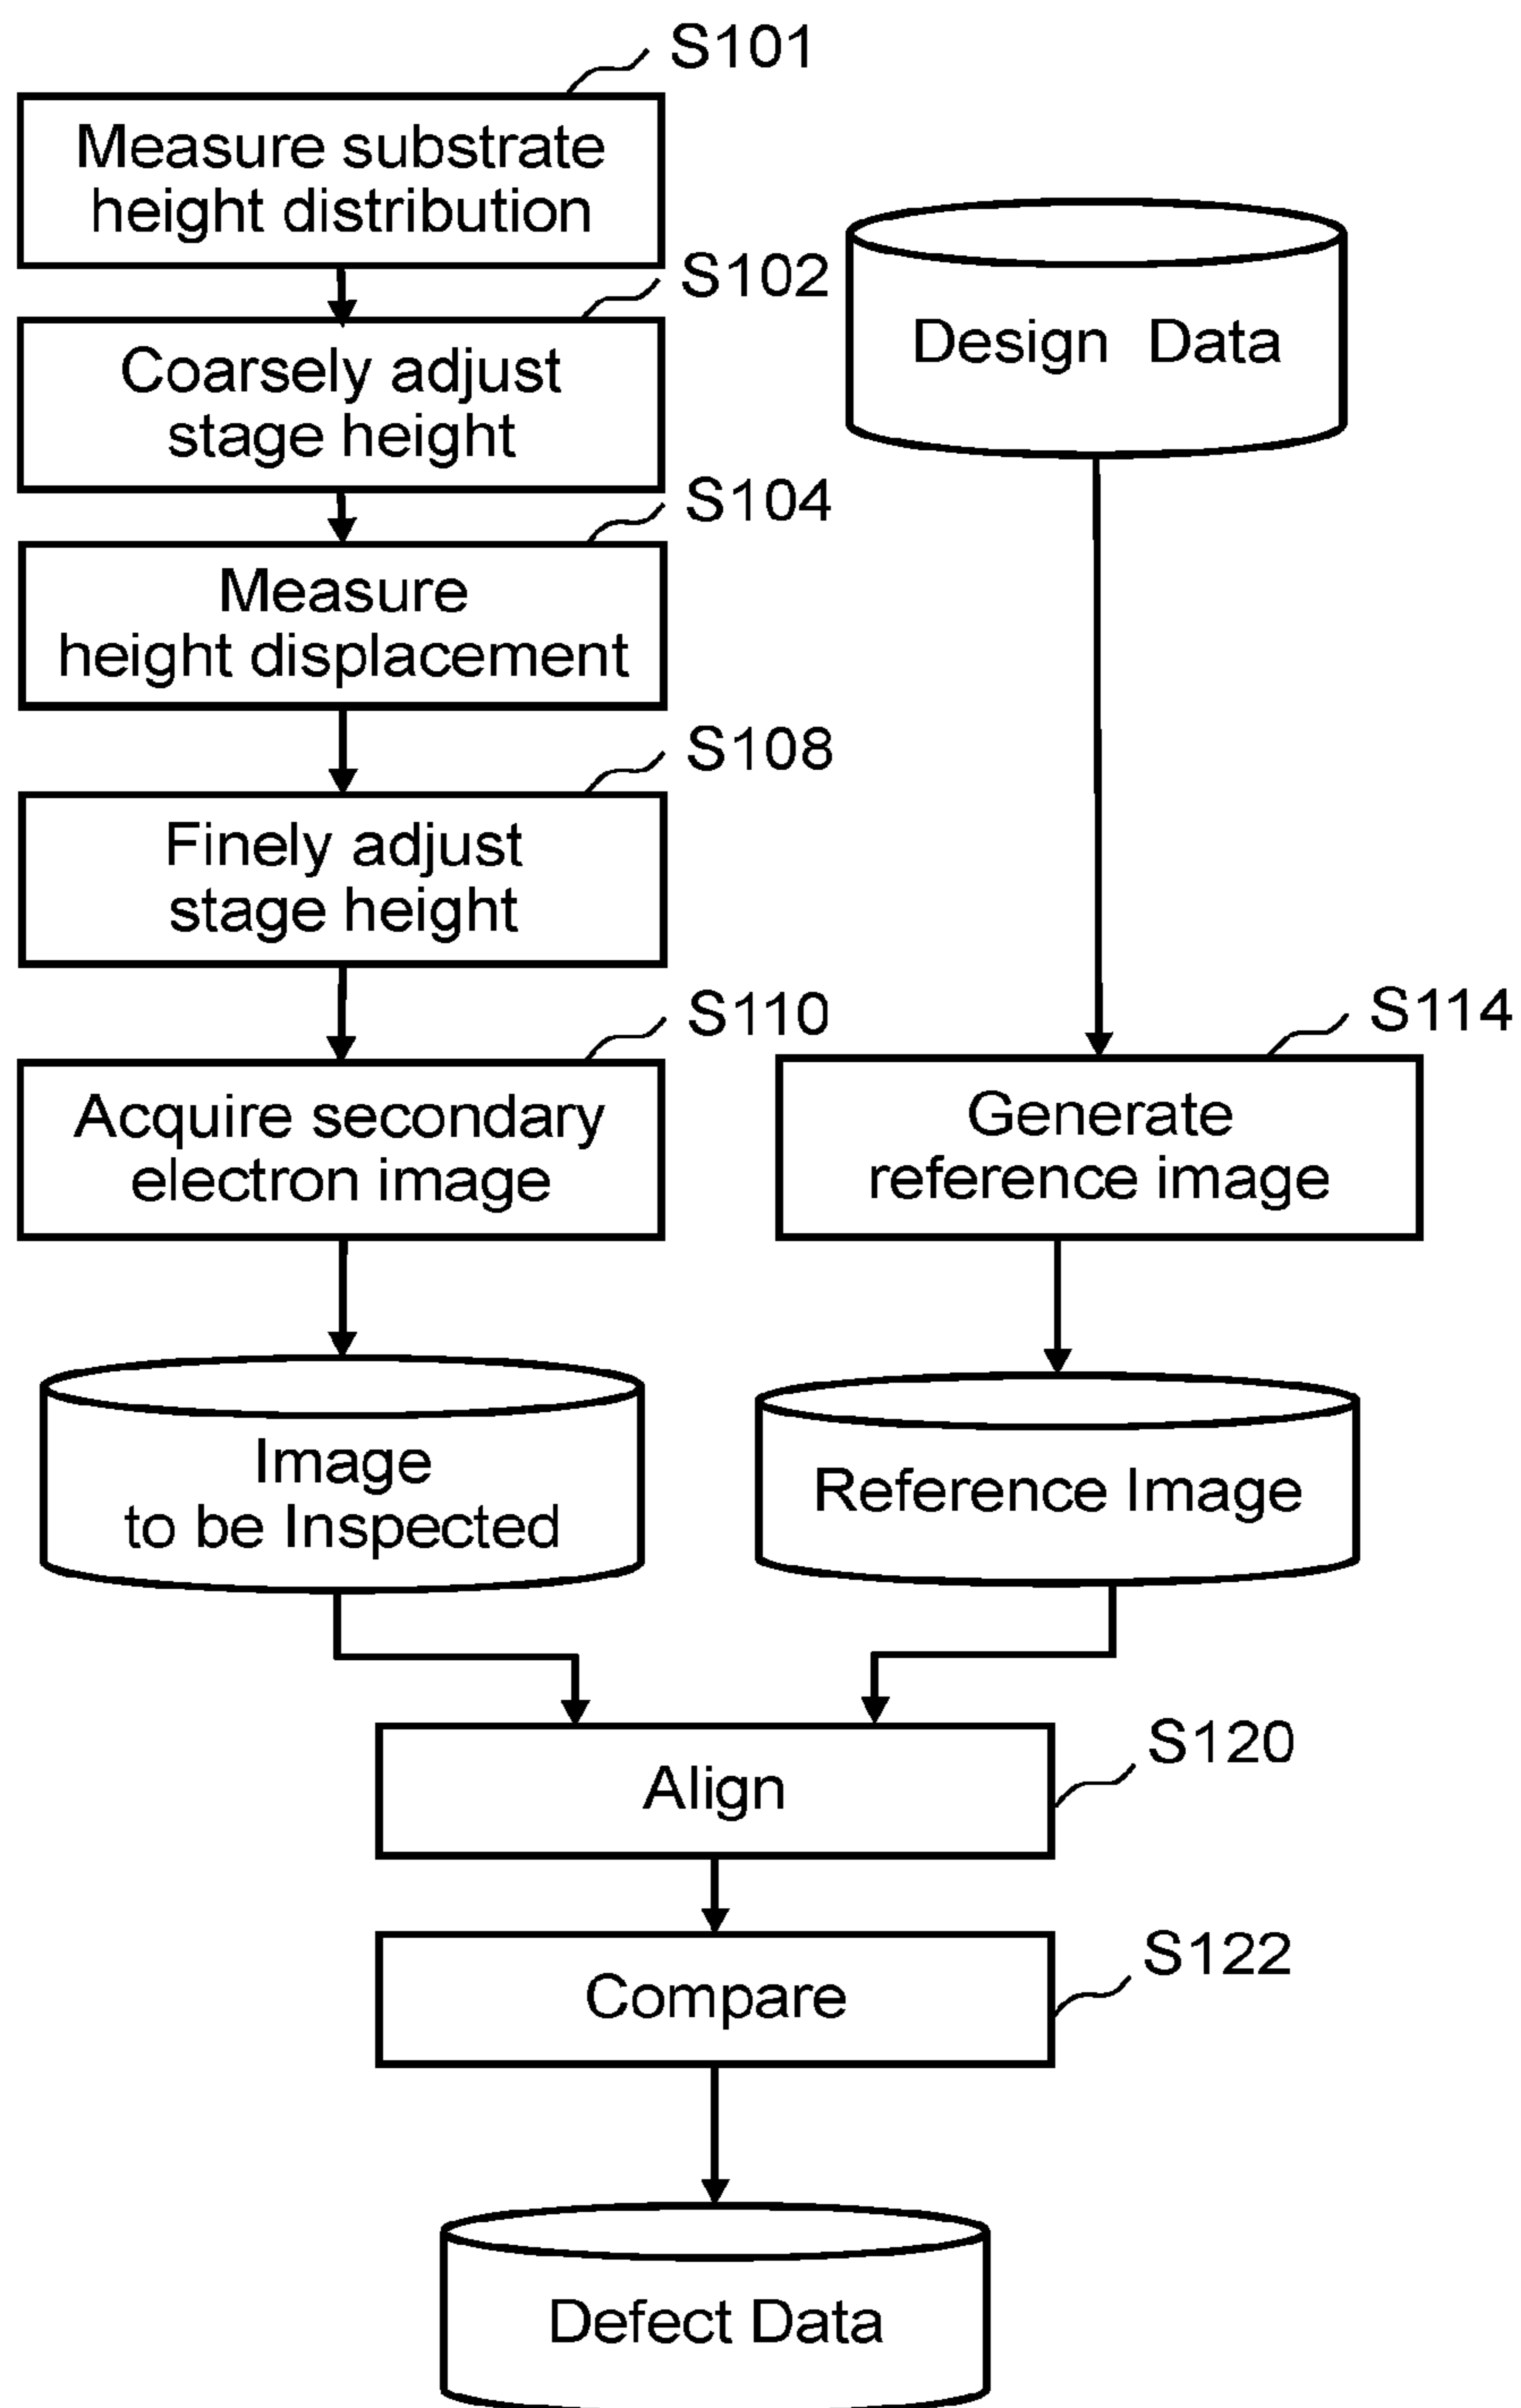 S101
Measure substrate
height distribution
S102
Coarsely adjust
stage height
Design Data
S104
Measure
height displacement
S108
Finely adjust
stage height
S110
Acquire secondary
electron image
S114
Generate
reference image
Image
to be Inspected
Reference Image
Align
S120
Compare
S122
Defect Data